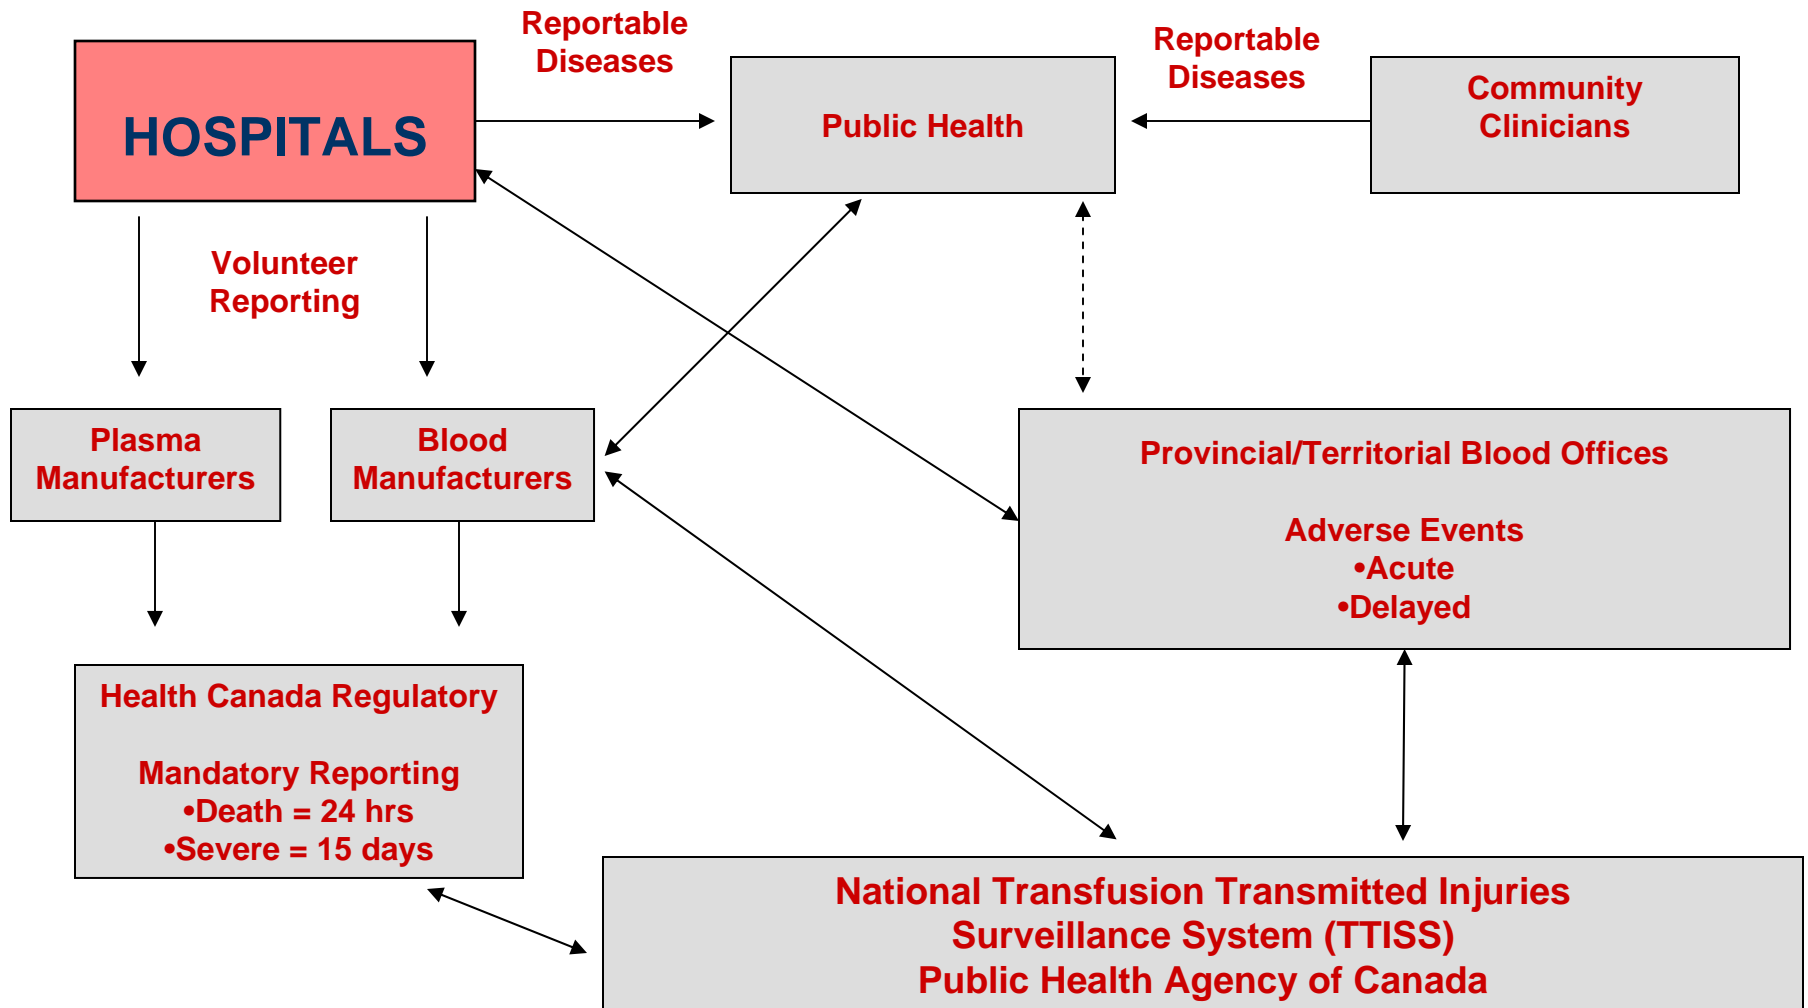 Reportable
Diseases
HOSPITALS
Public Health
Reportable
Diseases
Community
Clinicians
Volunteer
Reporting
Plasma
Manufacturers
Blood
Manufacturers
Provincial/Territorial Blood Offices
Adverse Events
•Acute
•Delayed
Health Canada Regulatory
Mandatory Reporting
•Death = 24 hrs
•Severe = 15 days
National Transfusion Transmitted Injuries
Surveillance System (TTISS)
Public Health Agency of Canada